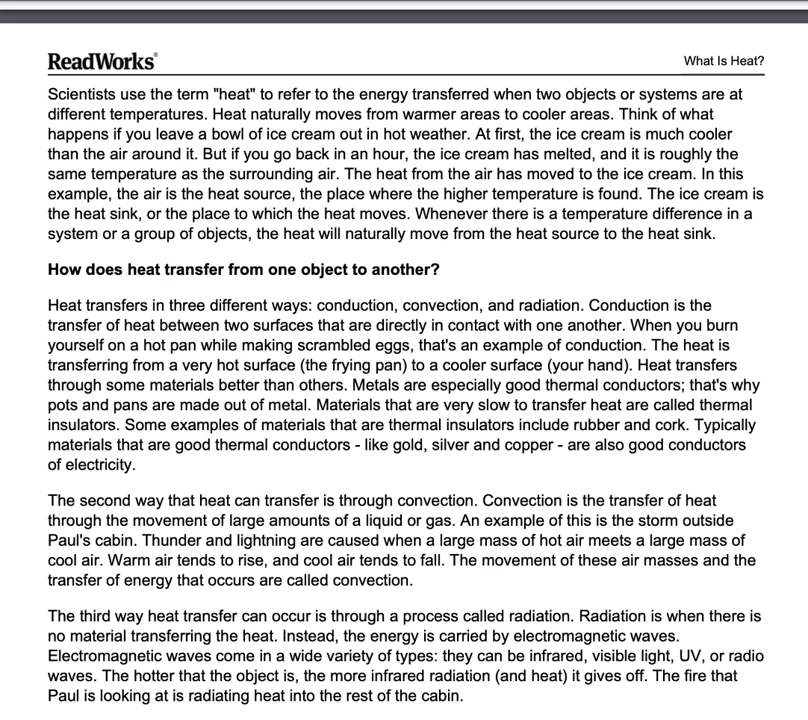 ReadWorks®
What Is Heat?
Scientists use the term "heat" to refer to the energy transferred when two objects or systems are at
different temperatures. Heat naturally moves from warmer areas to cooler areas. Think of what
happens if you leave a bowl of ice cream out in hot weather. At first, the ice cream is much cooler
than the air around it. But if you go back in an hour, the ice cream has melted, and it is roughly the
same temperature as the surrounding air. The heat from the air has moved to the ice cream. In this
example, the air is the heat source, the place where the higher temperature is found. The ice cream is
the heat sink, or the place to which the heat moves. Whenever there is a temperature difference in a
system or a group of objects, the heat will naturally move from the heat source to the heat sink.
How does heat transfer from one object to another?
Heat transfers in three different ways: conduction, convection, and radiation. Conduction is the
transfer of heat between two surfaces that are directly in contact with one another. When you burn
yourself on a hot pan while making scrambled eggs, that's an example of conduction. The heat is
transferring from a very hot surface (the frying pan) to a cooler surface (your hand). Heat transfers
through some materials better than others. Metals are especially good thermal conductors; that's why
pots and pans are made out of metal. Materials that are very slow to transfer heat are called thermal
insulators. Some examples of materials that are thermal insulators include rubber and cork. Typically
materials that are good thermal conductors - like gold, silver and copper - are also good conductors
of electricity.
The second way that heat can transfer is through convection. Convection is the transfer of heat
through the movement of large amounts of a liquid or gas. An example of this is the storm outside
Paul's cabin. Thunder and lightning are caused when a large mass of hot air meets a large mass of
cool air. Warm air tends to rise, and cool air tends to fall. The movement of these air masses and the
transfer of energy that occurs are called convection.
The third way heat transfer can occur is through a process called radiation. Radiation is when there is
no material transferring the heat. Instead, the energy is carried by electromagnetic waves.
Electromagnetic waves come in a wide variety of types: they can be infrared, visible light, UV, or radio
waves. The hotter that the object is, the more infrared radiation (and heat) it gives off. The fire that
Paul is looking at is radiating heat into the rest of the cabin.